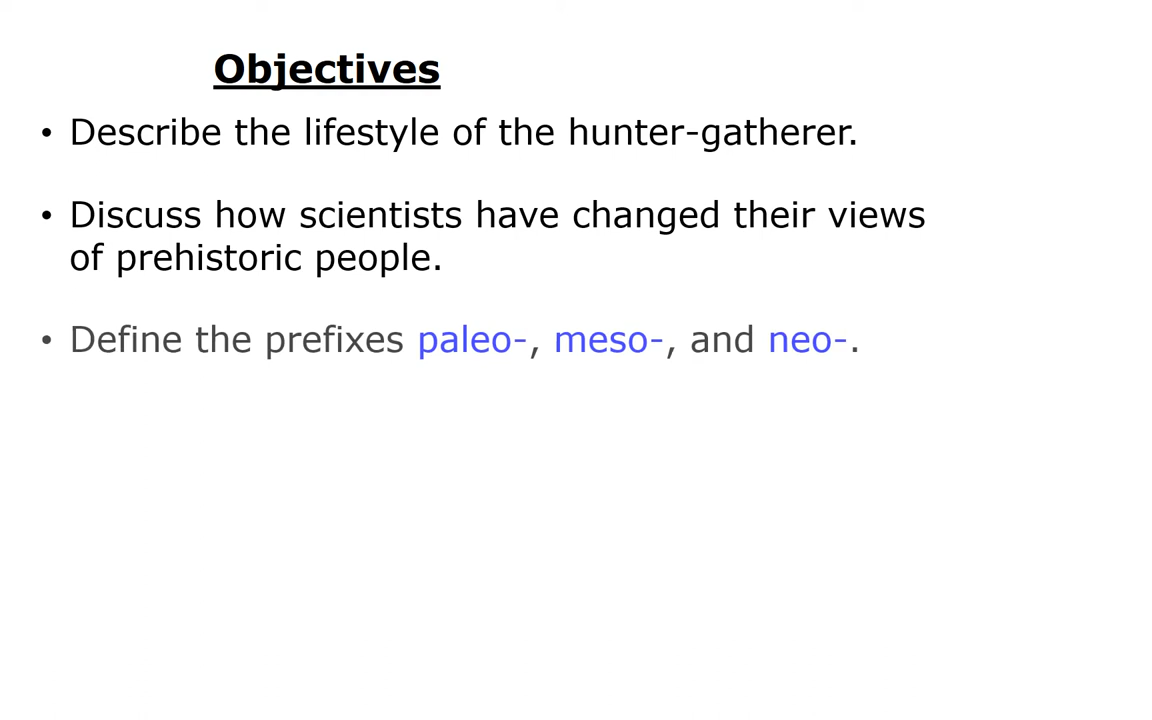 Objectives
• Describe the lifestyle of the hunter-gatherer.
• Discuss how scientists have changed their views
of prehistoric people.
• Define the prefixes paleo-, meso-, and neo-.